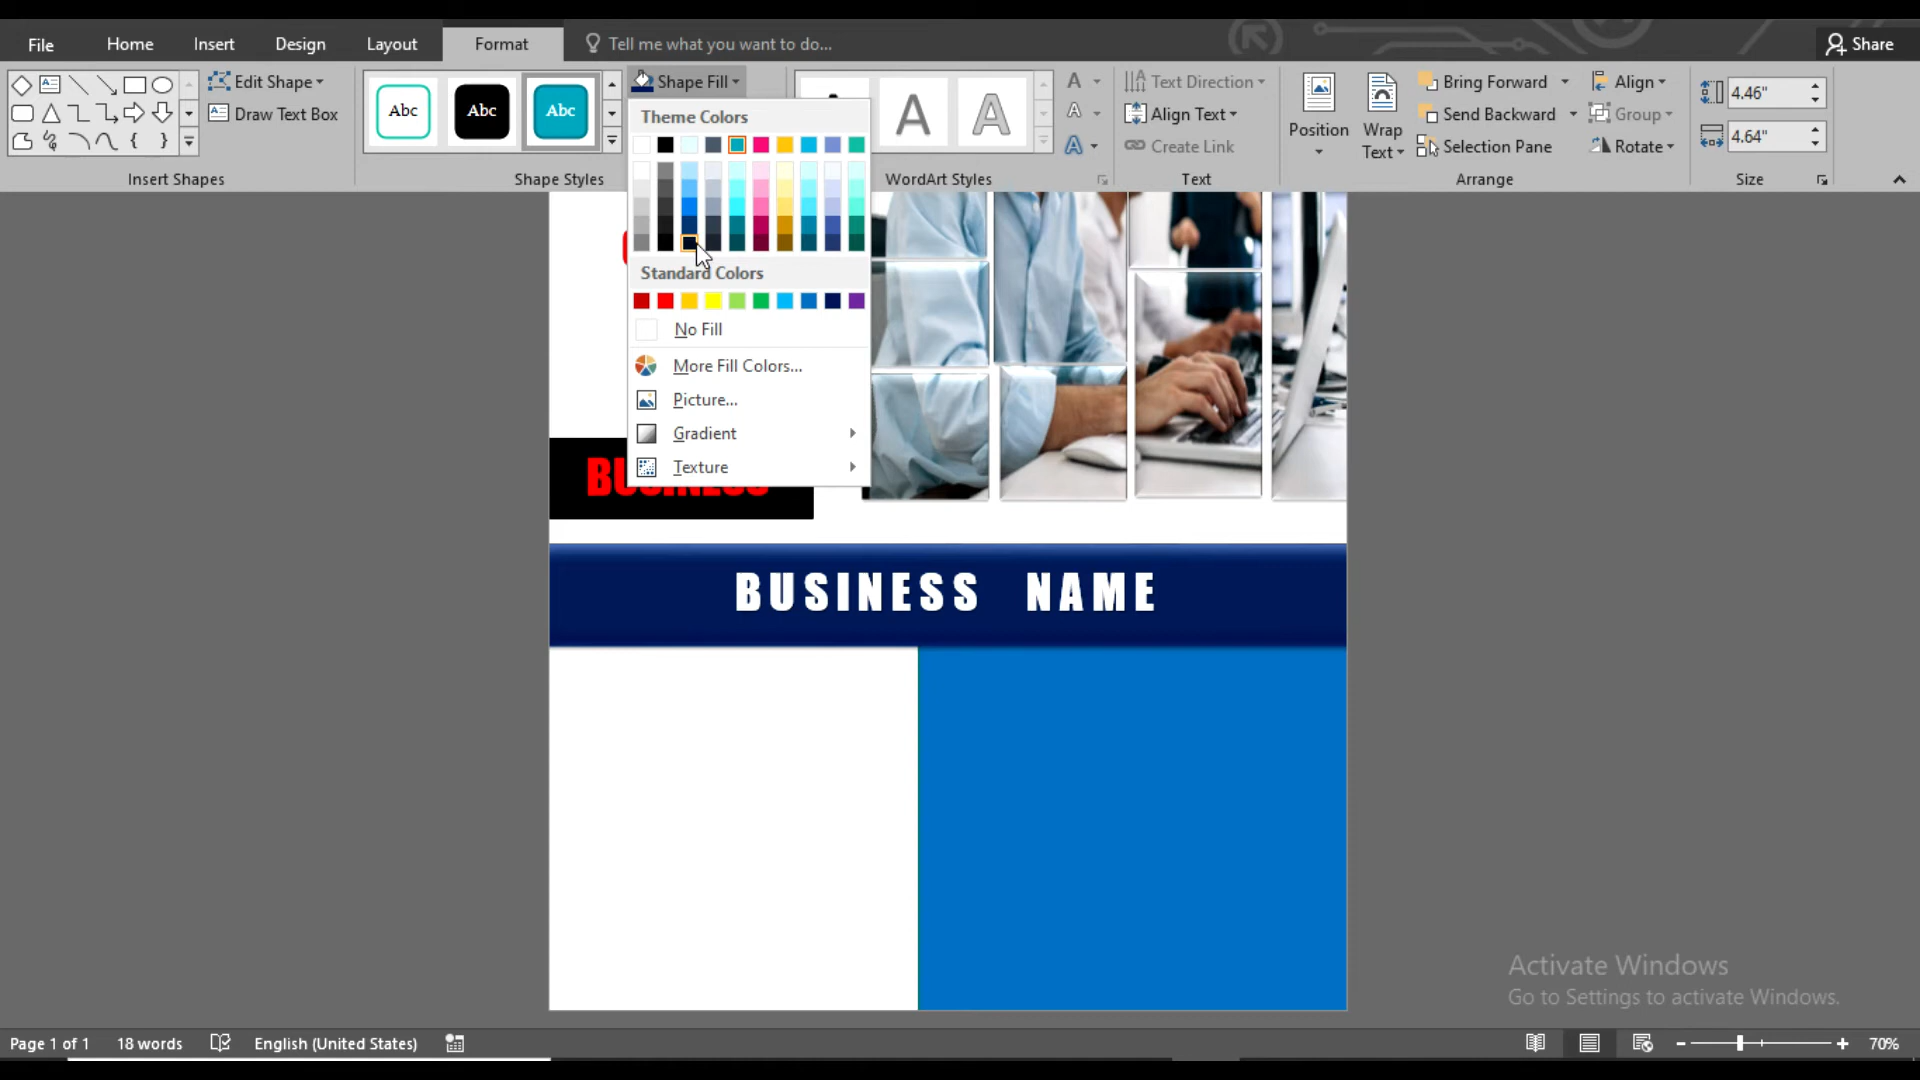 File Home Insert Design Layout Format Tell me what you want to do... Share
Edit Shape
Draw Text Box
Insert Shapes
Abc Abc Abc
Shape Styles
Shape Fill
Theme Colors
Standard Colors
No Fill
More Fill Colors...
Picture...
Gradient
Texture
A A
WordArt Styles
Text Direction
Align Text
Create Link
Text
Position
Wrap
Text
Bring Forward
Send Backward
Selection Pane
Align
Group
Rotate
Arrange
4.46"
4.64"
Size
BUSINESS
BUSINESS NAME
Activate Windows
Go to Settings to activate Windows.
Page 1 of 1 18 words English (United States) 70%